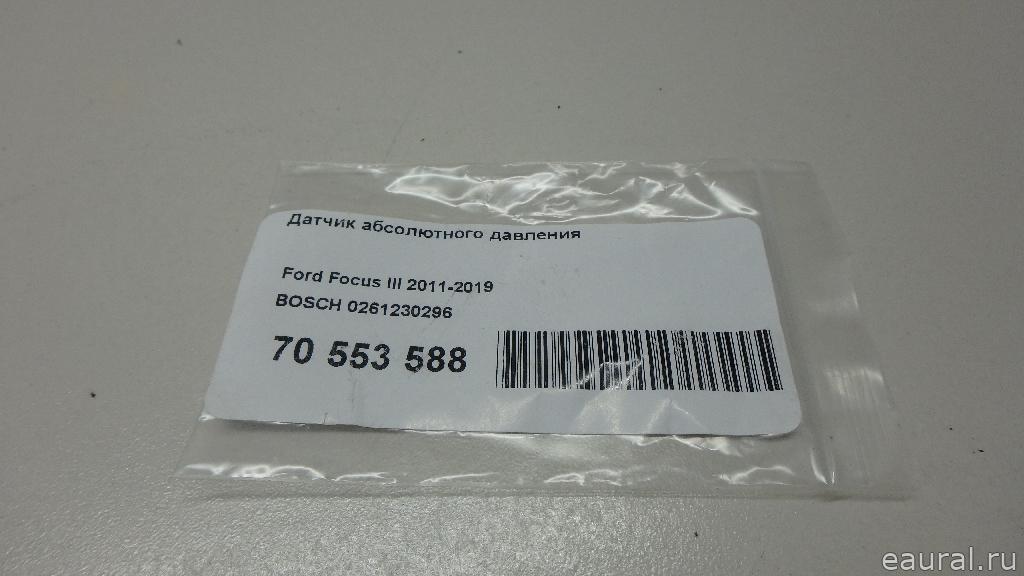 Датчик абсолютного давления
Ford Focus III 2011-2019
BOSCH 0261230296
70 553 588
eaural.ru